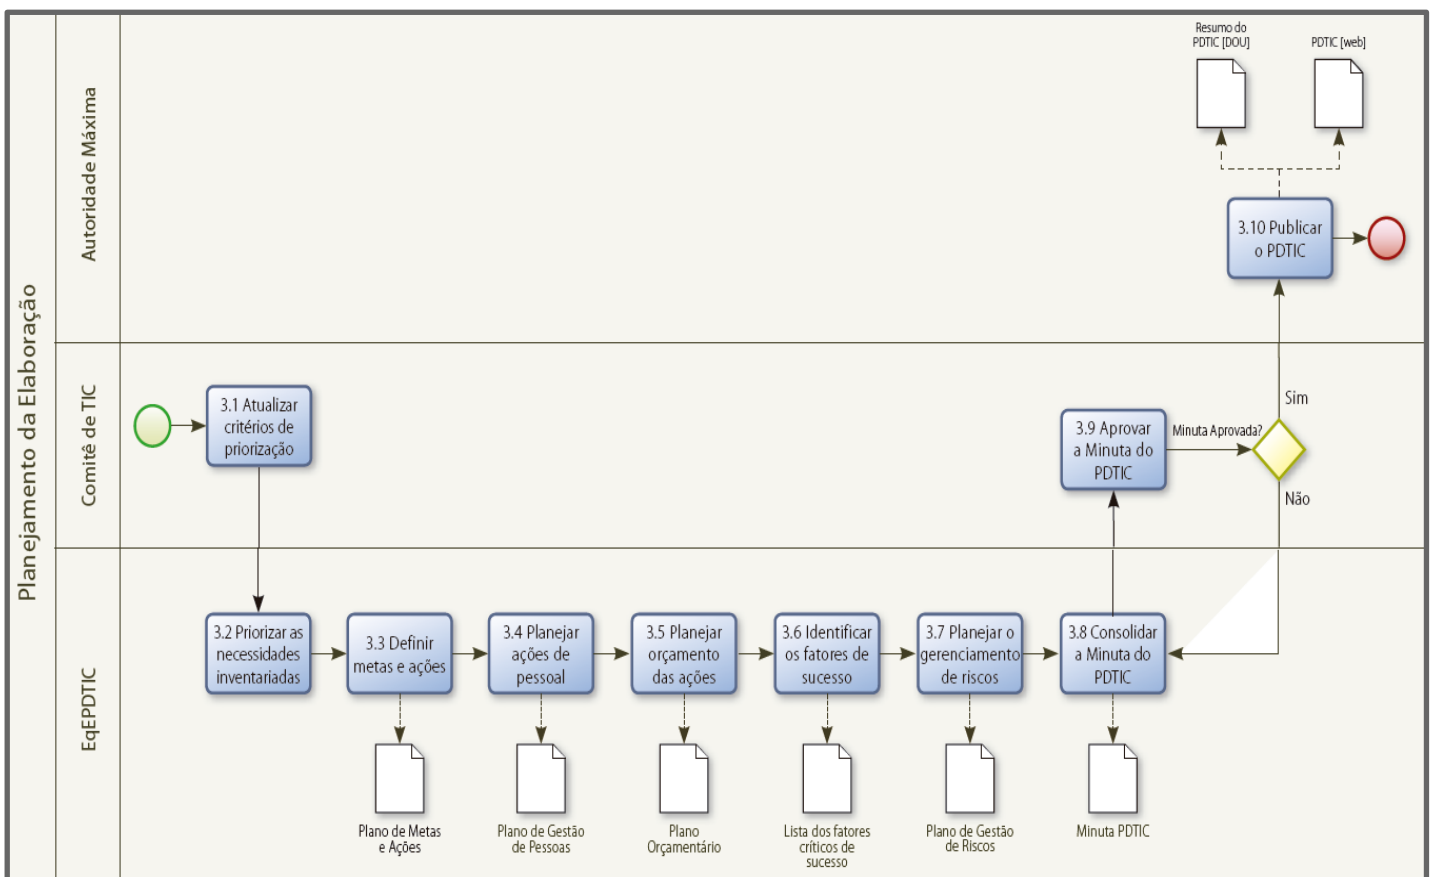 Planejamento da Elaboração
Autoridade Máxima
Resumo do
PDTIC [DOU]
PDTIC [web]
3.10 Publicar
o PDTIC
Comitê de TIC
3.1 Atualizar
critérios de
priorização
3.9 Aprovar
a Minuta do
PDTIC
Minuta Aprovada?
Sim
Não
EqEPDTIC
3.2 Priorizar as
necessidades
inventariadas
3.3 Definir
metas e ações
3.4 Planejar
ações de
pessoal
3.5 Planejar
orçamento
das ações
3.6 Identificar
os fatores de
sucesso
3.7 Planejar o
gerenciamento
de riscos
3.8 Consolidar
a Minuta do
PDTIC
Plano de Metas
e Ações
Plano de Gestão
de Pessoas
Plano
Orçamentário
Lista dos fatores
críticos de
sucesso
Plano de Gestão
de Riscos
Minuta PDTIC